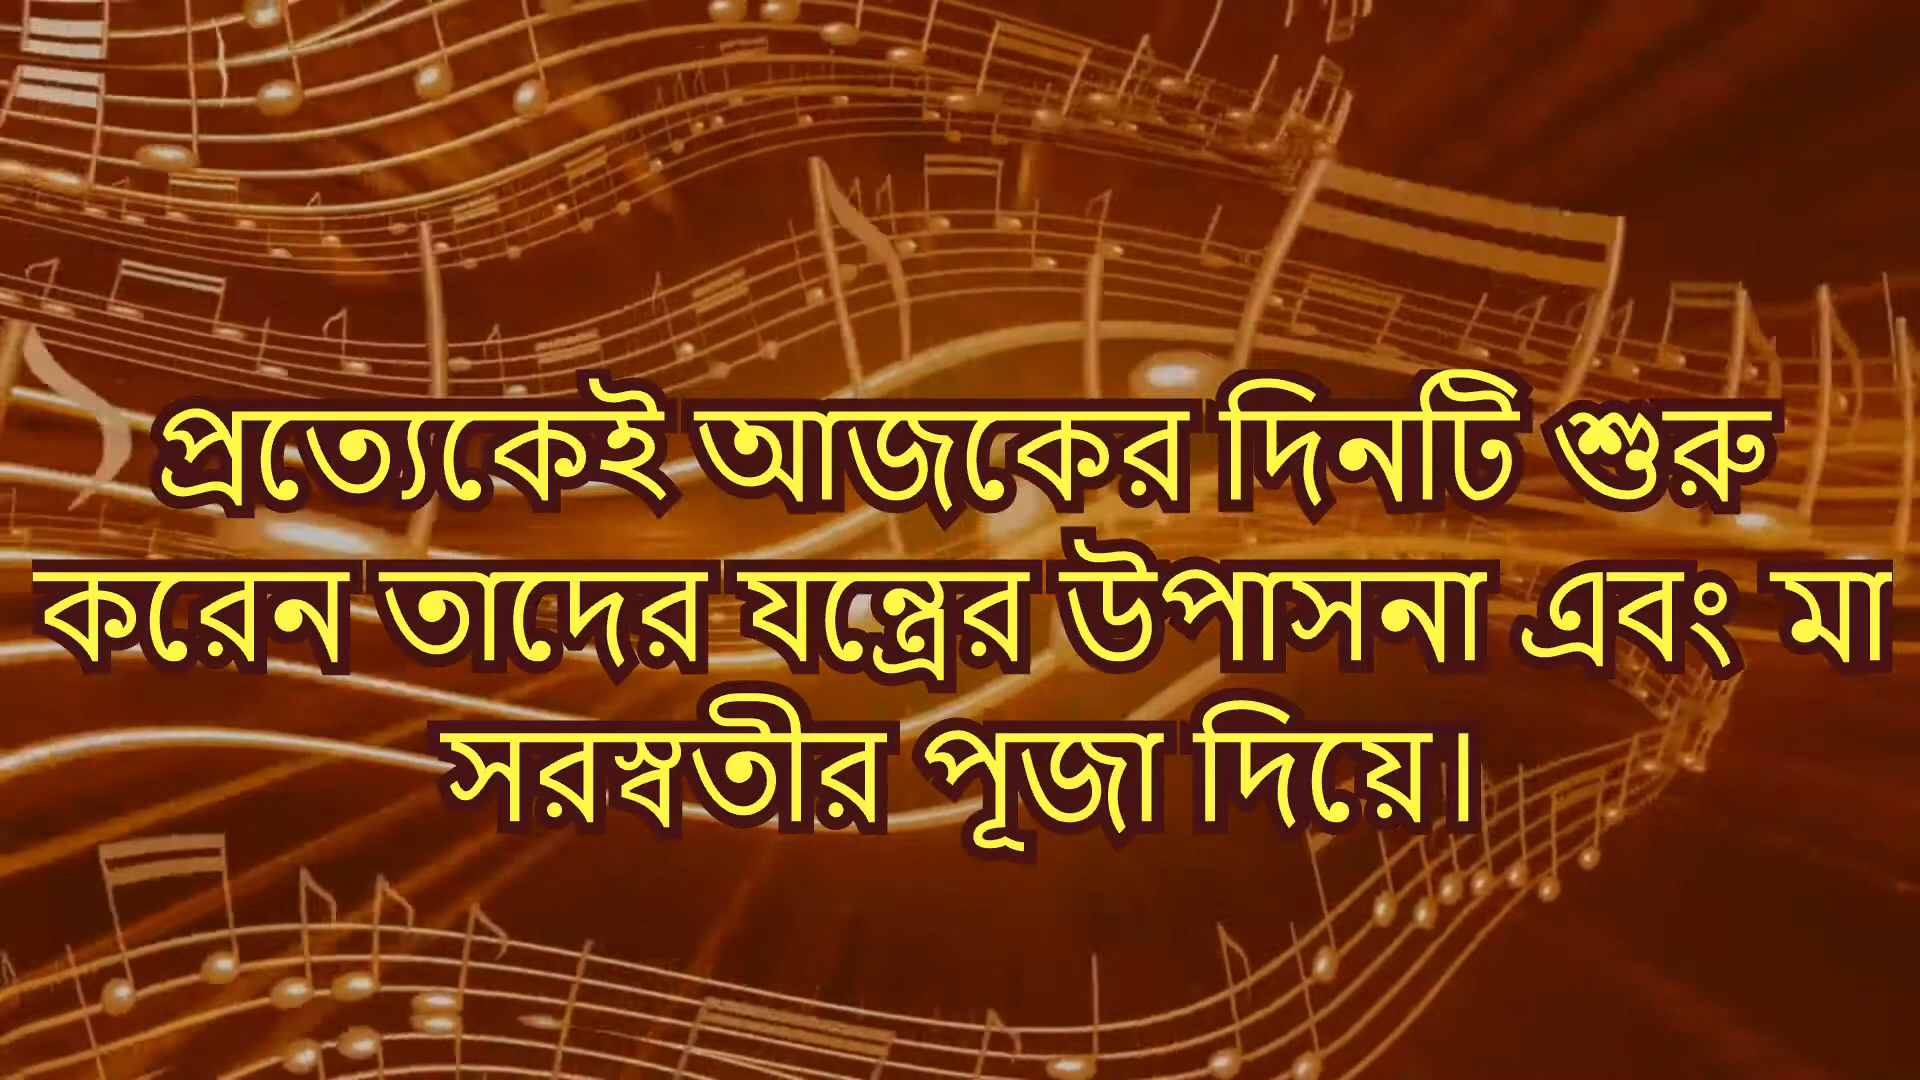 প্রত্যেকেই আজকের দিনটি শুরু
করেন তাদের যন্ত্রের উপাসনা এবং মা
সরস্বতীর পূজা দিয়ে।